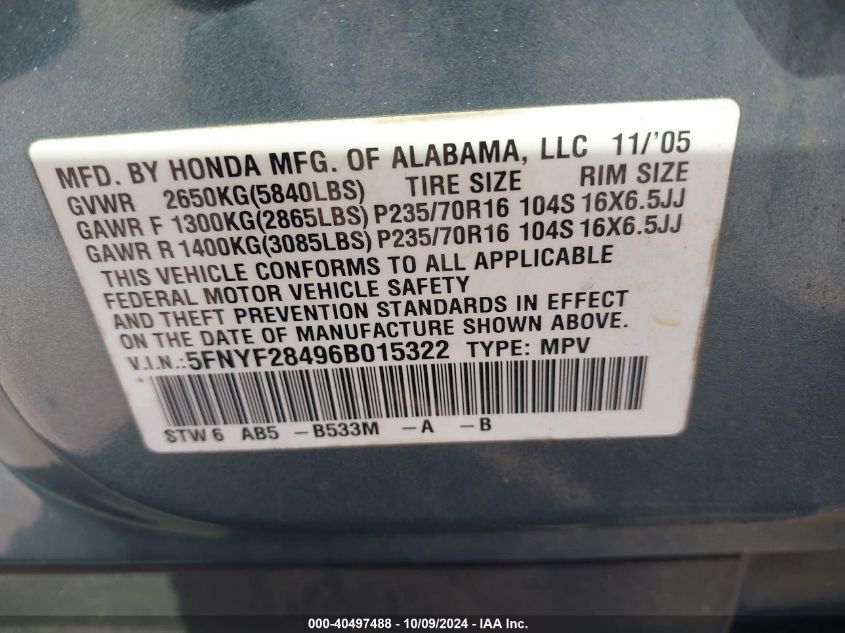 MFD. BY HONDA MFG. OF ALABAMA, LLC 11/'05
GVWR 2650KG(5840LBS) TIRE SIZE RIM SIZE
GAWR F 1300KG(2865LBS) P235/70R16 104S 16X6.5JJ
GAWR R 1400KG(3085LBS) P235/70R16 104S 16X6.5JJ
THIS VEHICLE CONFORMS TO ALL APPLICABLE
FEDERAL MOTOR VEHICLE SAFETY
AND THEFT PREVENTION STANDARDS IN EFFECT
ON THE DATE OF MANUFACTURE SHOWN ABOVE.
V.I.N.:5FNYF28496B015322 TYPE: MPV
STW6 AB5 -B533M -A -B
000-40497488 - 10/09/2024 - IAA Inc.